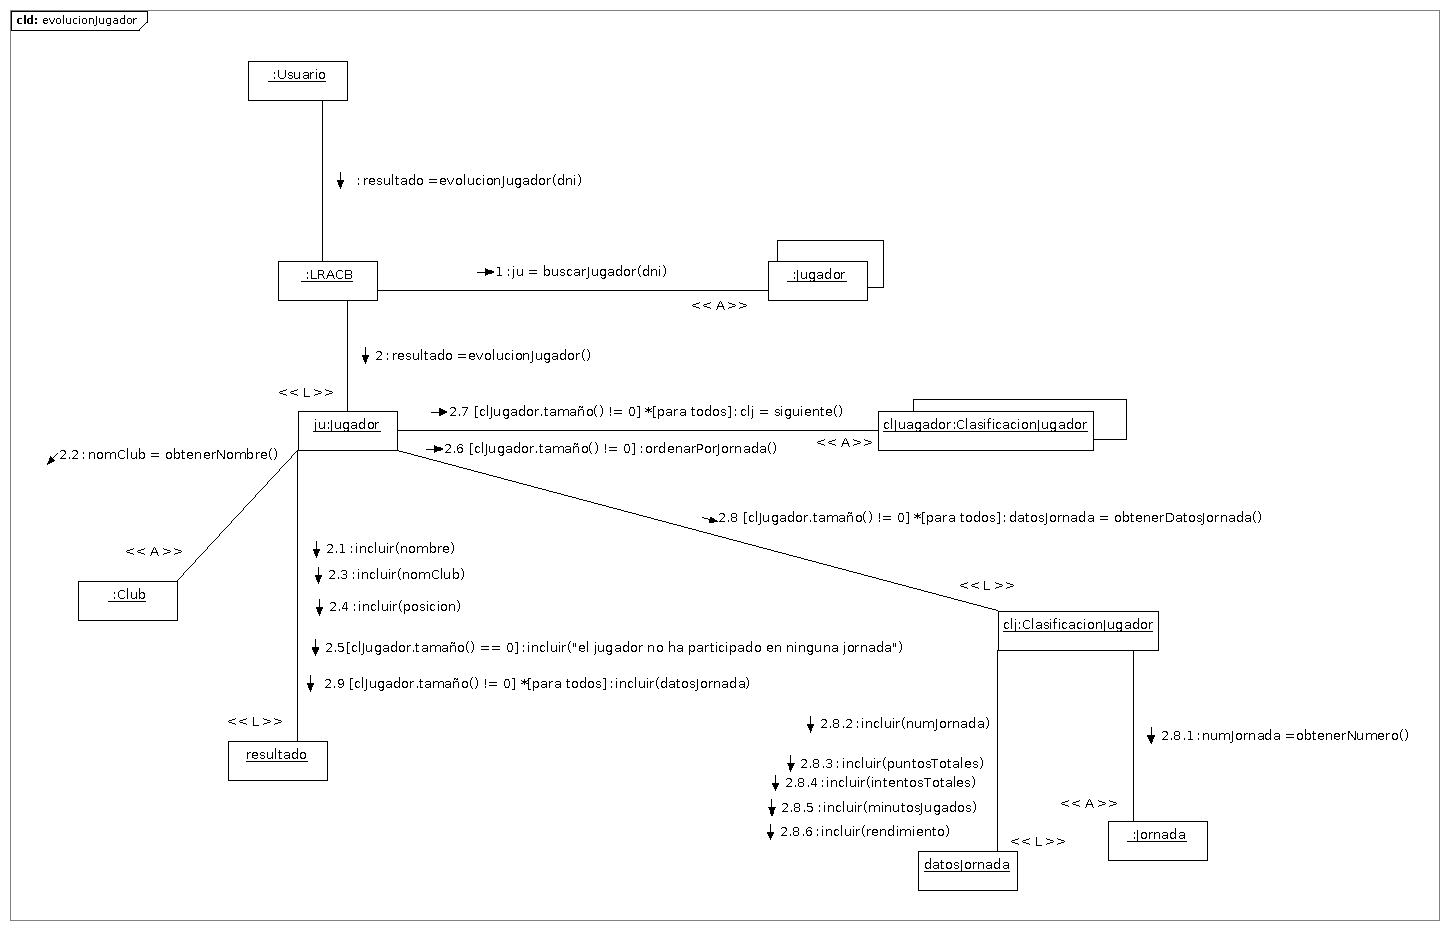 cld: evolucionJugador
:Usuario
: resultado =evolucionJugador(dni)
:LRACB
1 : ju = buscarJugador(dni)
:Jugador
<< A >>
2 : resultado =evolucionJugador()
<< L >>
ju:Jugador
2.7 [clJugador.tamaño() != 0] *[para todos] : clj = siguiente()
clJuagador:ClasificacionJugador
<< A >>
2.6 [clJugador.tamaño() != 0] : ordenarPorJornada()
2.2 : nomClub = obtenerNombre()
2.8 [clJugador.tamaño() != 0] *[para todos] : datosJornada = obtenerDatosJornada()
<< A >>
2.1 : incluir(nombre)
2.3 : incluir(nomClub)
<< L >>
:Club
2.4 : incluir(posicion)
clj:ClasificacionJugador
2.5[clJugador.tamaño() == 0] : incluir("el jugador no ha participado en ninguna jornada")
2.9 [clJugador.tamaño() != 0] *[para todos] : incluir(datosJornada)
<< L >>
resultado
2.8.2 : incluir(numJornada)
2.8.1 : numJornada =obtenerNumero()
2.8.3 : incluir(puntosTotales)
2.8.4 : incluir(intentosTotales)
2.8.5 : incluir(minutosJugados)
<< A >>
2.8.6 : incluir(rendimiento)
:Jornada
<< L >>
datosJornada